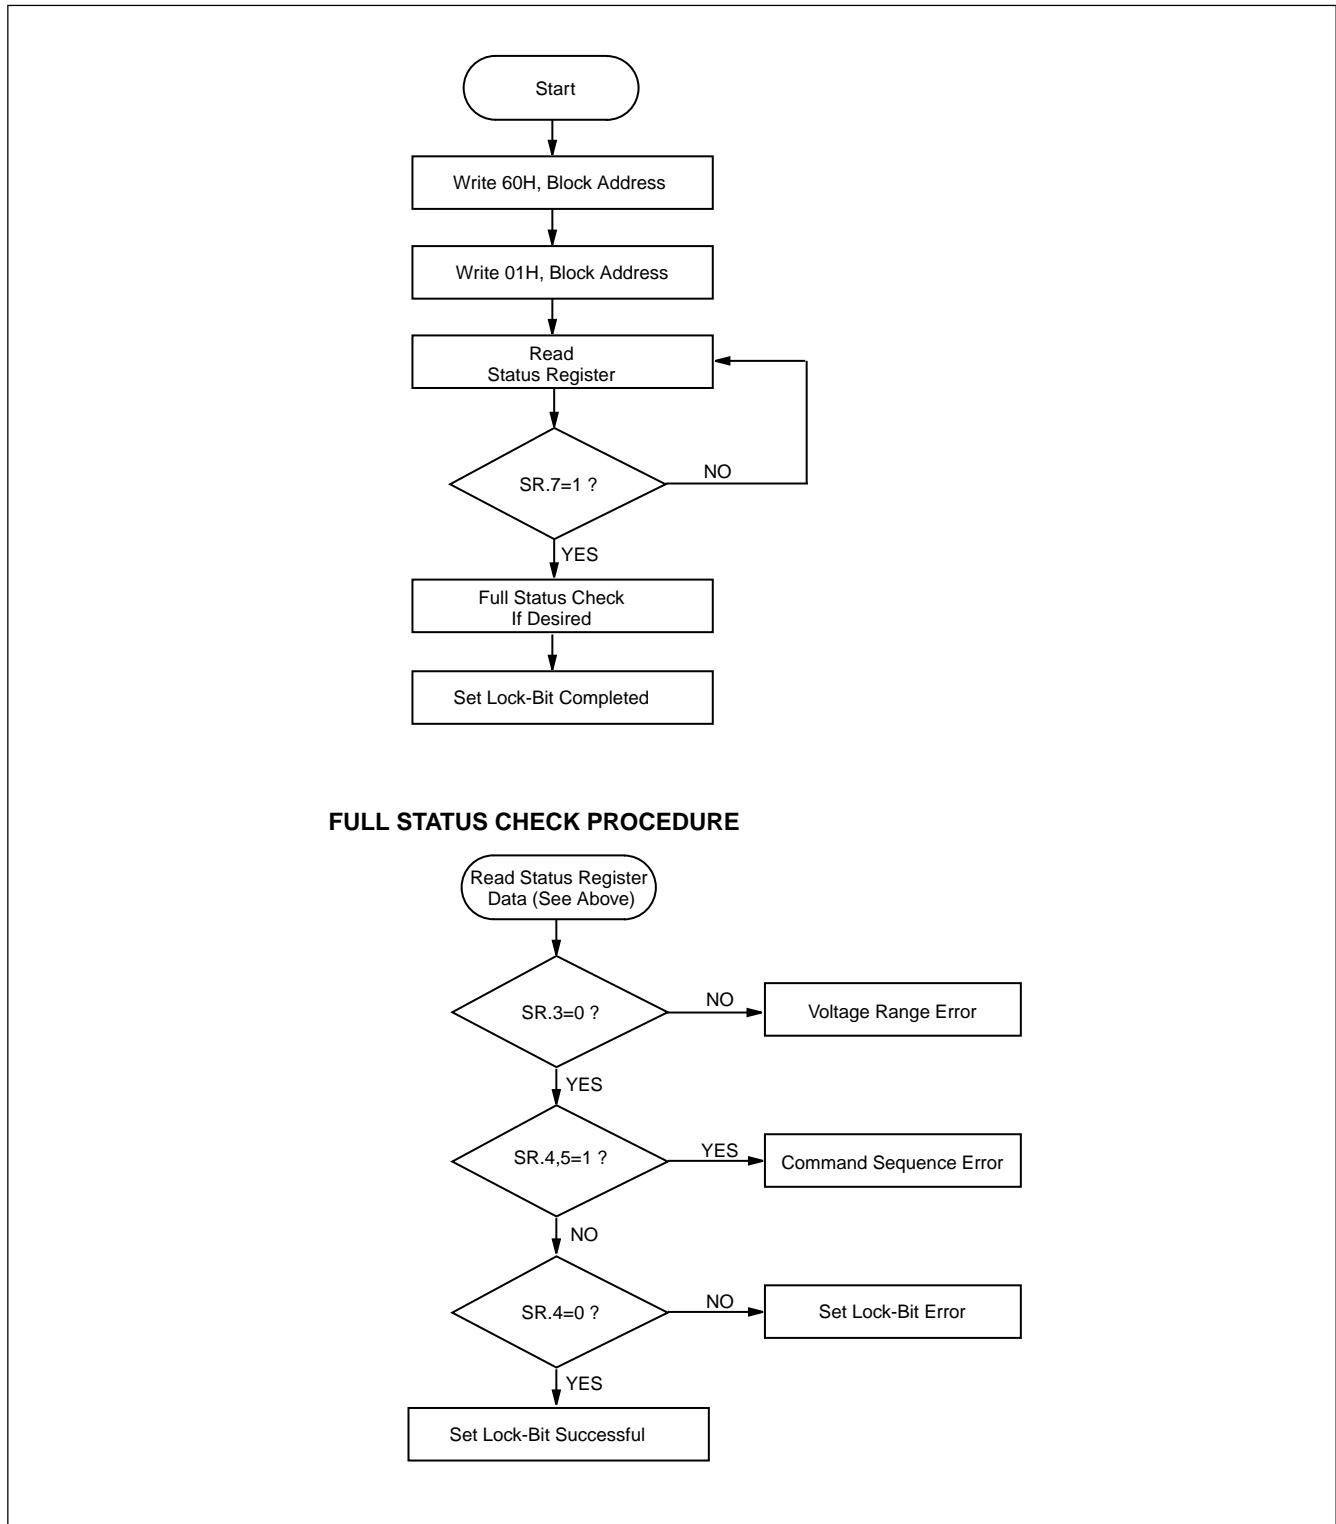 Start
Write 60H, Block Address
Write 01H, Block Address
Read
Status Register
SR.7=1 ?
NO
YES
Full Status Check
If Desired
Set Lock-Bit Completed
FULL STATUS CHECK PROCEDURE
Read Status Register
Data (See Above)
SR.3=0 ?
NO
Voltage Range Error
YES
SR.4,5=1 ?
YES
Command Sequence Error
NO
SR.4=0 ?
NO
Set Lock-Bit Error
YES
Set Lock-Bit Successful